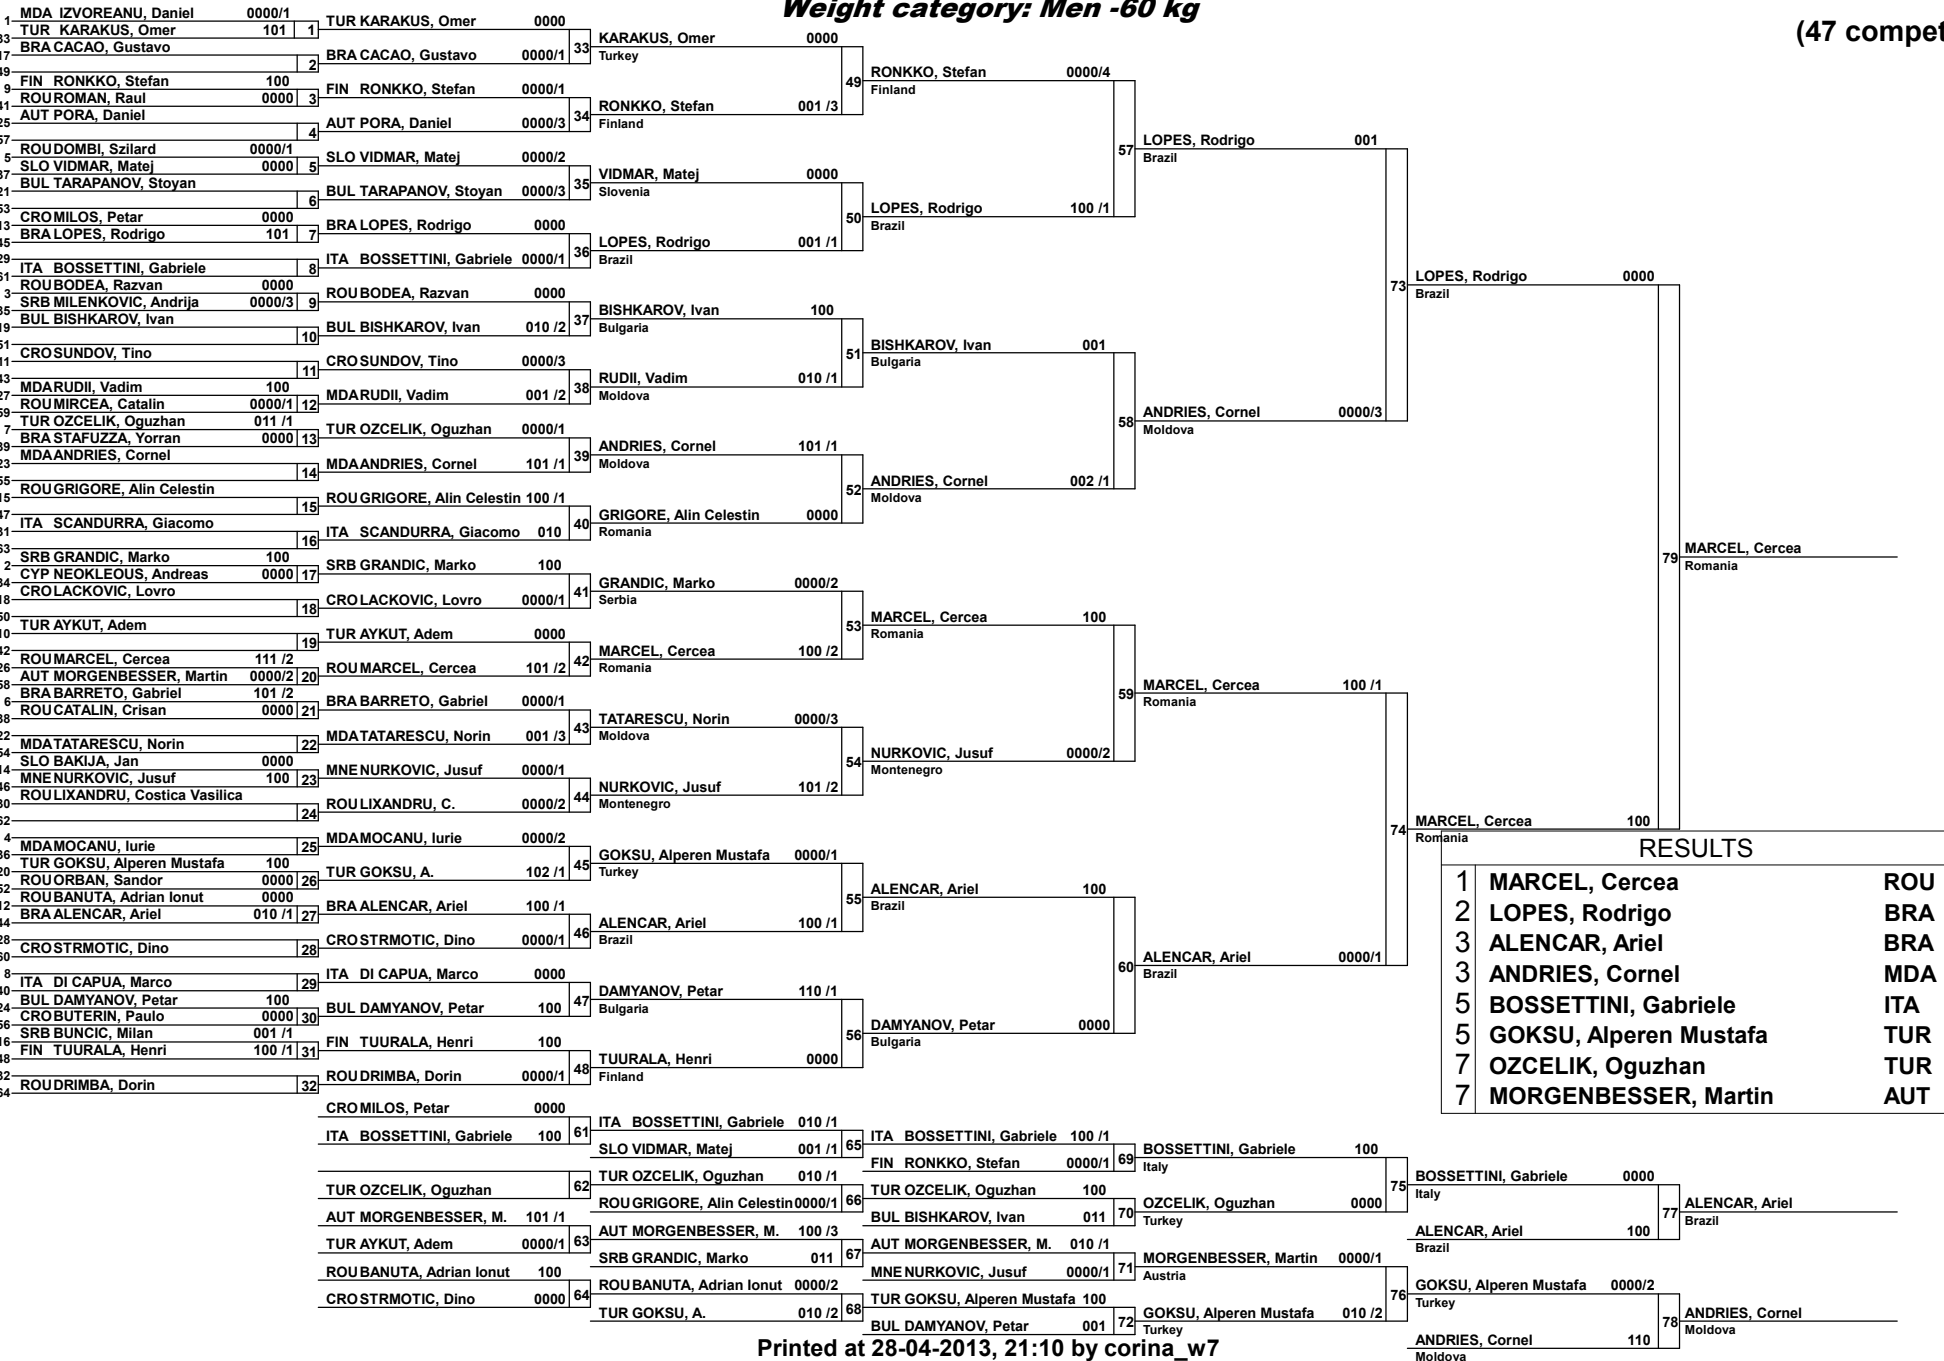 Weight category: Men -60 kg
(47 compet
MDA IZVOREANU, Daniel 0000/1
TUR KARAKUS, Omer 101 1
BRA CACAO, Gustavo
2
FIN RONKKO, Stefan 100
ROU ROMAN, Raul 0000 3
AUT PORA, Daniel
4
ROU DOMBI, Szilard 0000/1
SLO VIDMAR, Matej 0000 5
BUL TARAPANOV, Stoyan
6
CRO MILOS, Petar 0000
BRA LOPES, Rodrigo 101 7
ITA BOSSETTINI, Gabriele 8
ROU BODEA, Razvan 0000
SRB MILENKOVIC, Andrija 0000/3 9
BUL BISHKAROV, Ivan
10
CRO SUNDOV, Tino
11
MDA RUDII, Vadim 100
ROU MIRCEA, Catalin 0000/1 12
TUR OZCELIK, Oguzhan 011 /1
BRA STAFUZZA, Yorran 0000 13
MDA ANDRIES, Cornel
14
ROU GRIGORE, Alin Celestin
15
ITA SCANDURRA, Giacomo
16
SRB GRANDIC, Marko 100
CYP NEOKLEOUS, Andreas 0000 17
CRO LACKOVIC, Lovro
18
TUR AYKUT, Adem
19
ROU MARCEL, Cercea 111 /2
AUT MORGENBESSER, Martin 0000/2 20
BRA BARRETO, Gabriel 101 /2
ROU CATALIN, Crisan 0000 21
MDA TATARESCU, Norin 22
SLO BAKIJA, Jan 0000
MNE NURKOVIC, Jusuf 100 23
ROU LIXANDRU, Costica Vasilica
24
MDA MOCANU, Iurie 25
TUR GOKSU, Alperen Mustafa 100
ROU ORBAN, Sandor 0000 26
ROU BANUTA, Adrian Ionut 0000
BRA ALENCAR, Ariel 010 /1 27
CRO STRMOTIC, Dino 28
ITA DI CAPUA, Marco 29
BUL DAMYANOV, Petar 100
CRO BUTERIN, Paulo 0000 30
SRB BUNCIC, Milan 001 /1
FIN TUURALA, Henri 100 /1 31
ROU DRIMBA, Dorin 32
TUR KARAKUS, Omer 0000
BRA CACAO, Gustavo 0000/1 33
FIN RONKKO, Stefan 0000/1
AUT PORA, Daniel 0000/3 34
SLO VIDMAR, Matej 0000/2
BUL TARAPANOV, Stoyan 0000/3 35
BRA LOPES, Rodrigo 0000
ITA BOSSETTINI, Gabriele 0000/1 36
ROU BODEA, Razvan 0000
BUL BISHKAROV, Ivan 010 /2 37
CRO SUNDOV, Tino 0000/3
MDA RUDII, Vadim 001 /2 38
TUR OZCELIK, Oguzhan 0000/1
MDA ANDRIES, Cornel 101 /1 39
ROU GRIGORE, Alin Celestin 100 /1
ITA SCANDURRA, Giacomo 010 40
SRB GRANDIC, Marko 100
CRO LACKOVIC, Lovro 0000/1 41
TUR AYKUT, Adem 0000
ROU MARCEL, Cercea 101 /2 42
BRA BARRETO, Gabriel 0000/1
MDA TATARESCU, Norin 001 /3 43
MNE NURKOVIC, Jusuf 0000/1
ROU LIXANDRU, C. 0000/2 44
MDA MOCANU, Iurie 0000/2
TUR GOKSU, A. 102 /1 45
BRA ALENCAR, Ariel 100 /1
CRO STRMOTIC, Dino 0000/1 46
ITA DI CAPUA, Marco 0000
BUL DAMYANOV, Petar 100 47
FIN TUURALA, Henri 100
ROU DRIMBA, Dorin 0000/1 48
KARAKUS, Omer 0000
Turkey
49
RONKKO, Stefan 001 /3
Finland
VIDMAR, Matej 0000
Slovenia
50
LOPES, Rodrigo 001 /1
Brazil
BISHKAROV, Ivan 100
Bulgaria
51
RUDII, Vadim 010 /1
Moldova
ANDRIES, Cornel 101 /1
Moldova
52
GRIGORE, Alin Celestin 0000
Romania
GRANDIC, Marko 0000/2
Serbia
53
MARCEL, Cercea 100 /2
Romania
TATARESCU, Norin 0000/3
Moldova
54
NURKOVIC, Jusuf 101 /2
Montenegro
GOKSU, Alperen Mustafa 0000/1
Turkey
55
ALENCAR, Ariel 100 /1
Brazil
DAMYANOV, Petar 110 /1
Bulgaria
56
TUURALA, Henri 0000
Finland
RONKKO, Stefan 0000/4
Finland
57
LOPES, Rodrigo 100 /1
Brazil
BISHKAROV, Ivan 001
Bulgaria
58
ANDRIES, Cornel 002 /1
Moldova
MARCEL, Cercea 100
Romania
59
NURKOVIC, Jusuf 0000/2
Montenegro
ALENCAR, Ariel 100
Brazil
60
DAMYANOV, Petar 0000
Bulgaria
LOPES, Rodrigo 001
Brazil
73
ANDRIES, Cornel 0000/3
Moldova
MARCEL, Cercea 100 /1
Romania
74
ALENCAR, Ariel 0000/1
Brazil
LOPES, Rodrigo 0000
Brazil
79
MARCEL, Cercea 100
Romania
MARCEL, Cercea
Romania
RESULTS
1 MARCEL, Cercea ROU
2 LOPES, Rodrigo BRA
3 ALENCAR, Ariel BRA
3 ANDRIES, Cornel MDA
5 BOSSETTINI, Gabriele ITA
5 GOKSU, Alperen Mustafa TUR
7 OZCELIK, Oguzhan TUR
7 MORGENBESSER, Martin AUT
CRO MILOS, Petar 0000
ITA BOSSETTINI, Gabriele 100 61
TUR OZCELIK, Oguzhan 62
AUT MORGENBESSER, M. 101 /1
TUR AYKUT, Adem 0000/1 63
ROU BANUTA, Adrian Ionut 100
CRO STRMOTIC, Dino 0000 64
ITA BOSSETTINI, Gabriele 010 /1
SLO VIDMAR, Matej 001 /1 65
TUR OZCELIK, Oguzhan 010 /1
ROU GRIGORE, Alin Celestin 0000/1 66
AUT MORGENBESSER, M. 100 /3
SRB GRANDIC, Marko 011 67
ROU BANUTA, Adrian Ionut 0000/2
TUR GOKSU, A. 010 /2 68
ITA BOSSETTINI, Gabriele 100 /1
FIN RONKKO, Stefan 0000/1 69
TUR OZCELIK, Oguzhan 100
BUL BISHKAROV, Ivan 011 70
AUT MORGENBESSER, M. 010 /1
MNE NURKOVIC, Jusuf 0000/1 71
TUR GOKSU, Alperen Mustafa 100
BUL DAMYANOV, Petar 001 72
BOSSETTINI, Gabriele 100
Italy
75
OZCELIK, Oguzhan 0000
Turkey
MORGENBESSER, Martin 0000/1
Austria
76
GOKSU, Alperen Mustafa 010 /2
Turkey
BOSSETTINI, Gabriele 0000
Italy
77
ALENCAR, Ariel 100
Brazil
GOKSU, Alperen Mustafa 0000/2
Turkey
78
ANDRIES, Cornel 110
Moldova
ALENCAR, Ariel
Brazil
ANDRIES, Cornel
Moldova
Printed at 28-04-2013, 21:10 by corina_w7